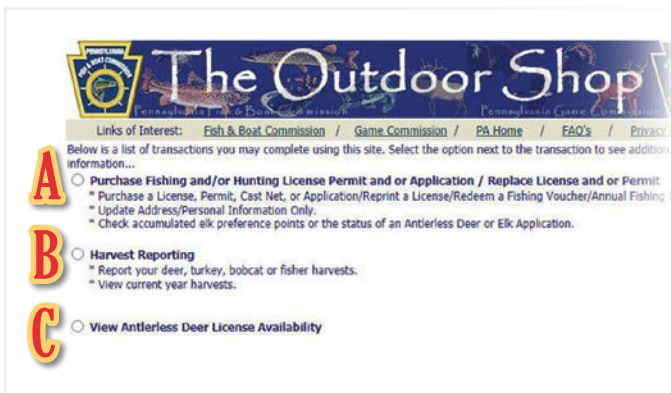 PENNSYLVANIA
FISH & BOAT COMMISSION
The Outdoor Shop
Pennsylvania Fish & Boat Commission Pennsylvania Game
Links of Interest: Fish & Boat Commission / Game Commission / PA Home / FAQ's / Privacy
Below is a list of transactions you may complete using this site. Select the option next to the transaction to see addition
information...
A Purchase Fishing and/or Hunting License Permit and or Application / Replace License and or Permit
* Purchase a License, Permit, Cast Net, or Application/Reprint a License/Redeem a Fishing Voucher/Annual Fishing
* Update Address/Personal Information Only.
* Check accumulated elk preference points or the status of an Antlerless Deer or Elk Application.
B Harvest Reporting
* Report your deer, turkey, bobcat or fisher harvests.
* View current year harvests.
C View Antlerless Deer License Availability